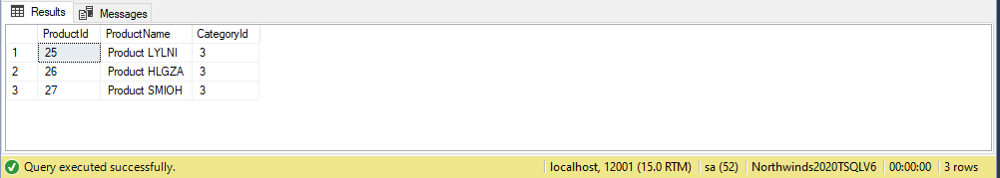 Results Messages
ProductId ProductName CategoryId
1 25 Product LYLNI 3
2 26 Product HLGZA 3
3 27 Product SMIOH 3
Query executed successfully. localhost, 12001 (15.0 RTM) sa (52) Northwinds2020TSQLV6 00:00:00 3 rows